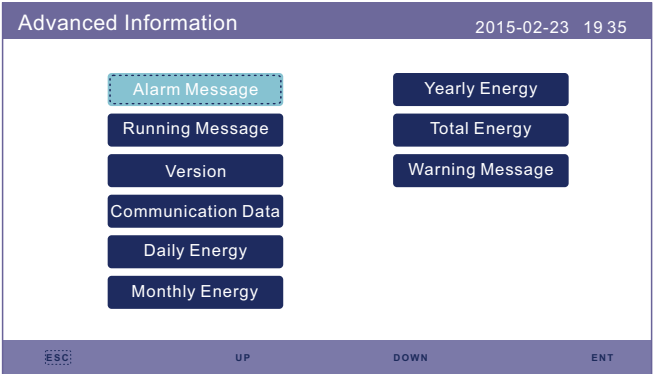 Advanced Information
2015-02-23 19 35
Alarm Message
Running Message
Version
Communication Data
Daily Energy
Monthly Energy
Yearly Energy
Total Energy
Warning Message
ESC UP DOWN ENT